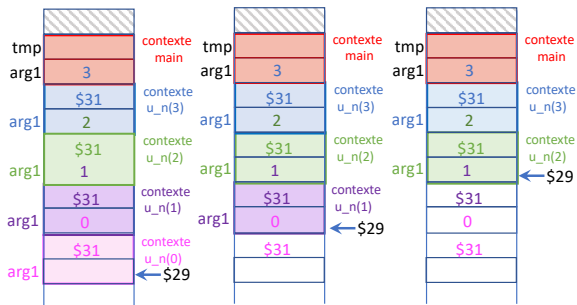 tmp
contexte
main
arg1
3
$31
contexte
u_n(3)
arg1
2
$31
contexte
u_n(2)
arg1
1
$31
contexte
u_n(1)
arg1
0
$31
contexte
u_n(0)
arg1
$29
tmp
contexte
main
arg1
3
$31
contexte
u_n(3)
arg1
2
$31
contexte
u_n(2)
arg1
1
$31
contexte
u_n(1)
arg1
0
$29
$31
tmp
contexte
main
arg1
3
$31
contexte
u_n(3)
arg1
2
$31
contexte
u_n(2)
arg1
1
$29
$31
0
$31